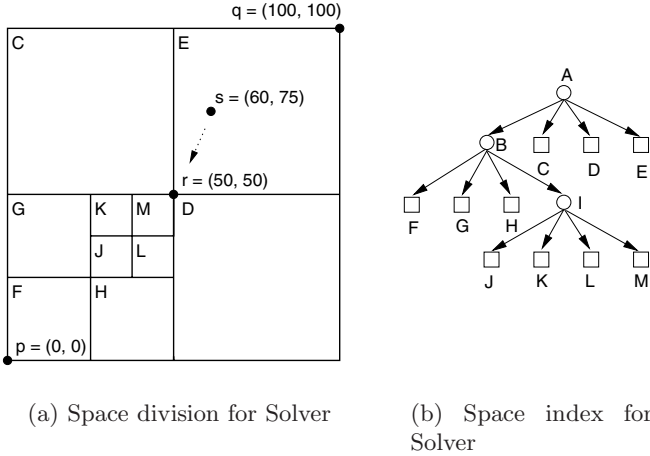 q = (100, 100)
C
E
s = (60, 75)
r = (50, 50)
G
K
M
D
J
L
F
H
p = (0, 0)
A
B
C
D
E
F
G
H
I
J
K
L
M
(a) Space division for Solver
(b) Space index for
Solver